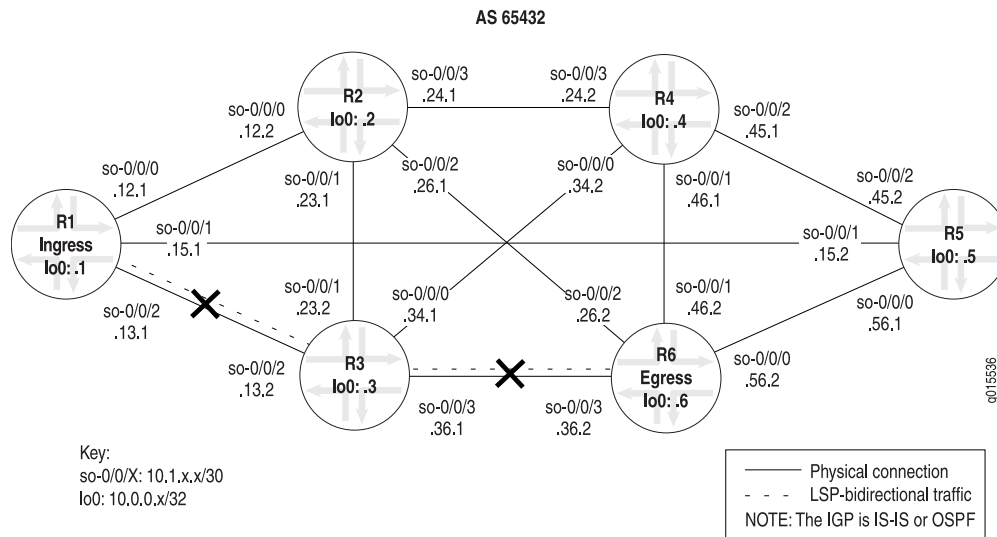 AS 65432
so-0/0/3
.24.1
so-0/0/3
.24.2
R2
lo0: .2
R4
lo0: .4
so-0/0/0
.12.2
so-0/0/2
.45.1
so-0/0/0
.12.1
so-0/0/1
.23.1
so-0/0/2
.26.1
so-0/0/0
.34.2
so-0/0/1
.46.1
so-0/0/2
.45.2
R1
Ingress
lo0: .1
so-0/0/1
.15.1
so-0/0/1
.15.2
R5
lo0: .5
so-0/0/2
.13.1
so-0/0/1
.23.2
so-0/0/0
.34.1
so-0/0/2
.26.2
so-0/0/1
.46.2
so-0/0/0
.56.1
so-0/0/2
.13.2
R3
lo0: .3
R6
Egress
lo0: .6
so-0/0/0
.56.2
so-0/0/3
.36.1
so-0/0/3
.36.2
g015536
Key:
so-0/0/X: 10.1.x.x/30
lo0: 10.0.0.x/32
Physical connection
LSP-bidirectional traffic
NOTE: The IGP is IS-IS or OSPF